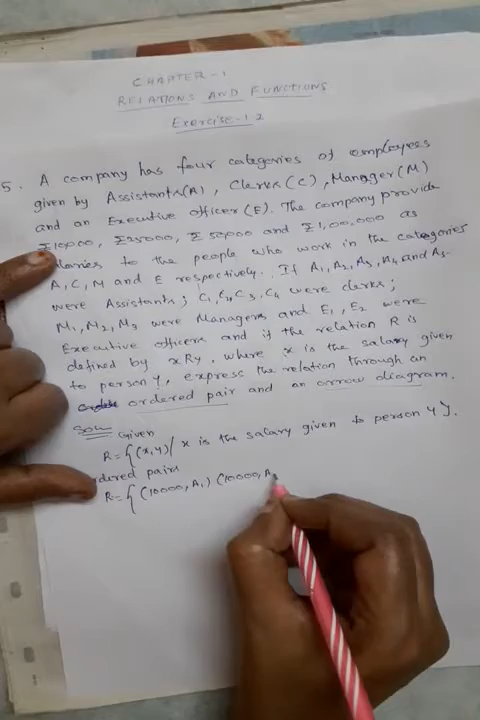 CHAPTER-1
RELATIONS AND FUNCTIONS
Exercise-1.2
5. A company has four categories of employees
given by Assistants(A), Clerks(C), Manager(M)
and an Executive officer(E). The company provide
₹10000, ₹25000, ₹50000 and ₹1,00,000 as
salaries to the people who work in the categories
A, C, M and E respectively. If A1, A2, A3, A4 and A5
were Assistants; C1, C2, C3, C4 were clerks;
M1, M2, M3 were Managers and E1, E2 were
Executive officers and if the relation R is
defined by xRy, where x is the salary given
to person y, express the relation through an
ordered pair and an arrow diagram.
Soln Given
R={(x,y)/ x is the salary given to person y}.
ordered pairs
R={(10000, A1) (10000, A